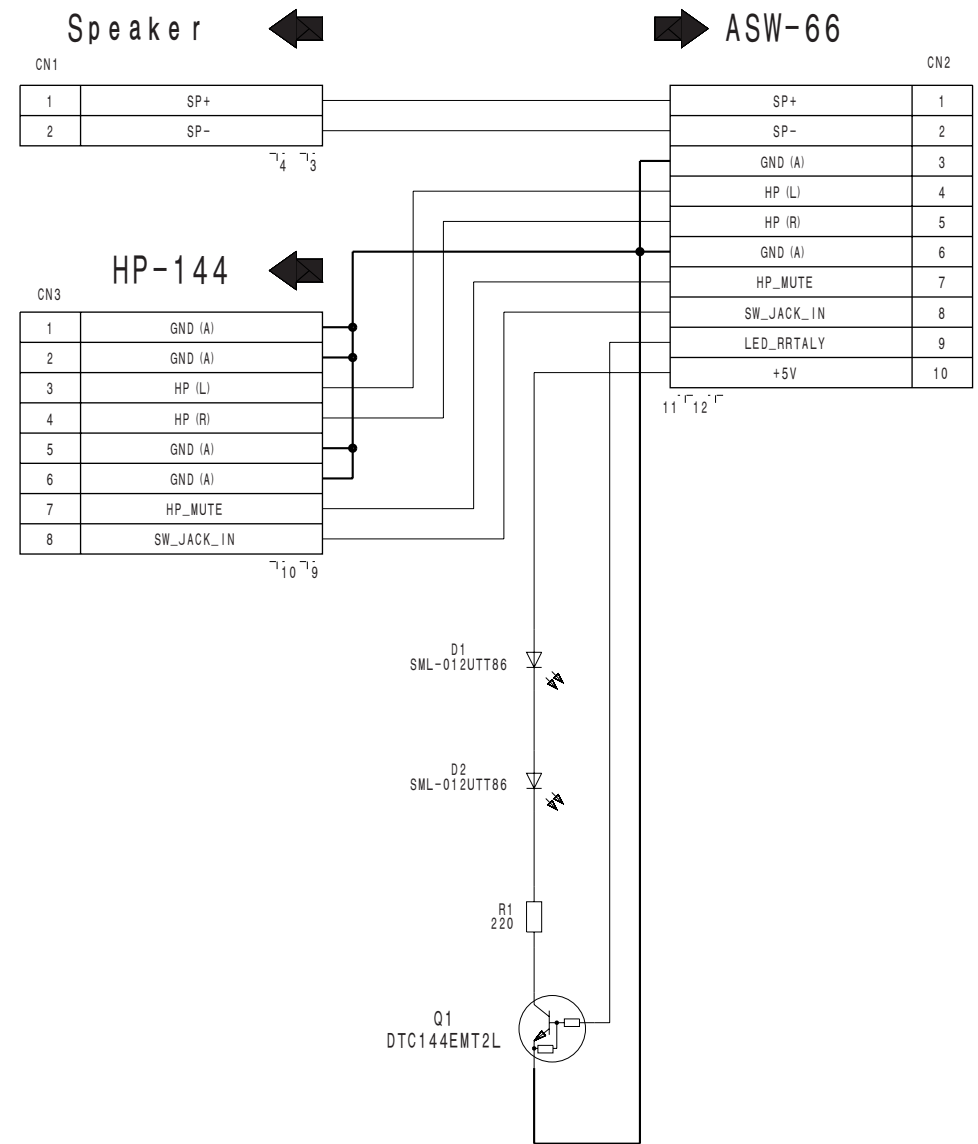 Speaker
ASW-66
CN1
CN2
1 SP+
2 SP-
4 3
SP+ 1
SP- 2
GND (A) 3
HP (L) 4
HP (R) 5
GND (A) 6
HP_MUTE 7
SW_JACK_IN 8
LED_RRTALY 9
+5V 10
11 12
HP-144
CN3
1 GND (A)
2 GND (A)
3 HP (L)
4 HP (R)
5 GND (A)
6 GND (A)
7 HP_MUTE
8 SW_JACK_IN
10 9
D1
SML-012UTT86
D2
SML-012UTT86
R1
220
Q1
DTC144EMT2L